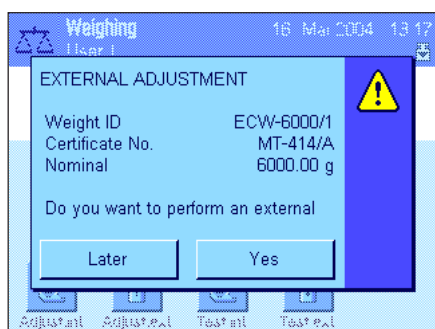 Weighing 16. Mar 2004 13:17
User 1
EXTERNAL ADJUSTMENT
Weight ID ECW-6000/1
Certificate No. MT-414/A
Nominal 6000.00 g
Do you want to perform an external
Later Yes
Adjust.int Adjust.ext Test int Test ext